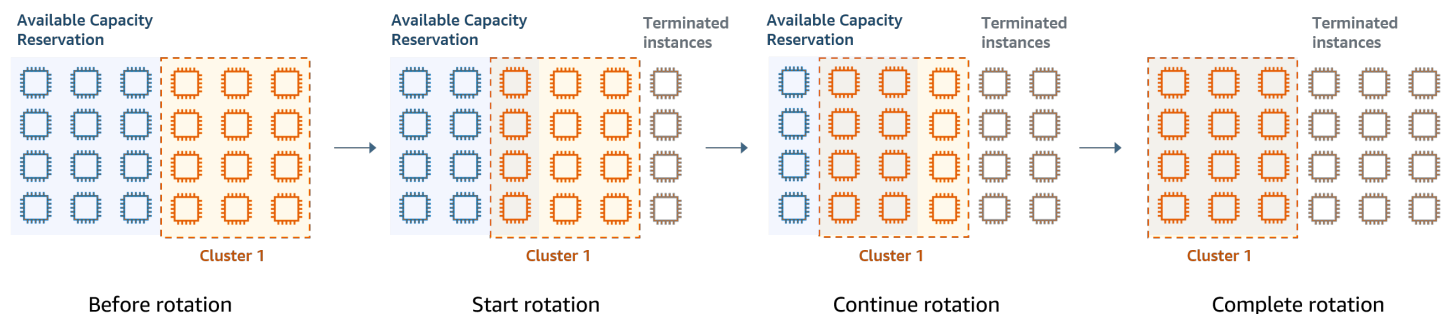 Available Capacity
Reservation
Cluster 1
Before rotation
Available Capacity
Reservation
Terminated
instances
Cluster 1
Start rotation
Available Capacity
Reservation
Terminated
instances
Cluster 1
Continue rotation
Terminated
instances
Cluster 1
Complete rotation